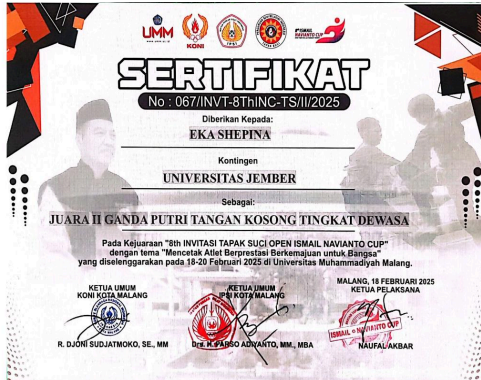 UMM
KONI
IPSI
8th ISMAIL
NAVIANTO CUP
SERTIFIKAT
No : 067/INVT-8ThINC-TS/II/2025
Diberikan Kepada:
EKA SHEPINA
Kontingen
UNIVERSITAS JEMBER
Sebagai:
JUARA II GANDA PUTRI TANGAN KOSONG TINGKAT DEWASA
Pada Kejuaraan "8th INVITASI TAPAK SUCI OPEN ISMAIL NAVIANTO CUP"
dengan tema "Mencetak Atlet Berprestasi Berkemajuan untuk Bangsa"
yang diselenggarakan pada 18-20 Februari 2025 di Universitas Muhammadiyah Malang.
KETUA UMUM
KONI KOTA MALANG
R. DJONI SUDJATMOKO, SE., MM
KETUA UMUM
IPSI KOTA MALANG
Drs. H. PARSO ADIYANTO, MM., MBA
MALANG, 18 FEBRUARI 2025
KETUA PELAKSANA
ISMAIL NAVIANTO CUP
NAUFAL AKBAR